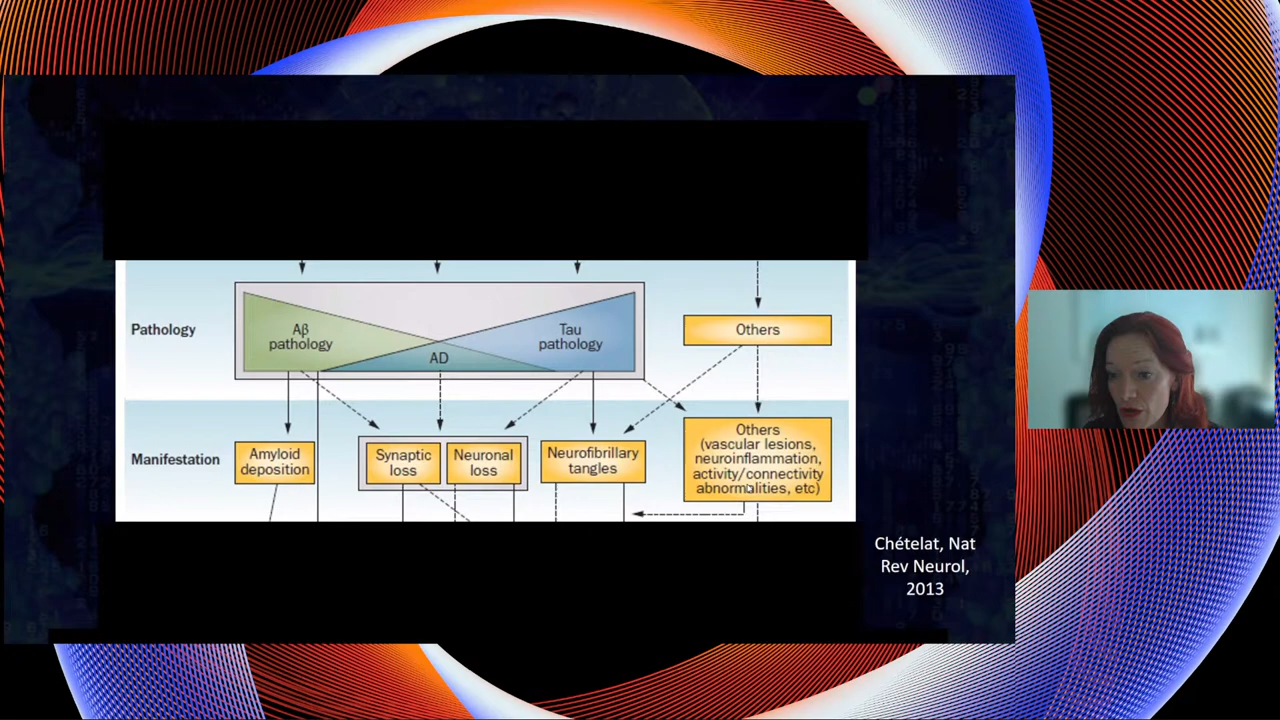 Pathology
Aβ
pathology
AD
Tau
pathology
Others
Manifestation
Amyloid
deposition
Synaptic
loss
Neuronal
loss
Neurofibrillary
tangles
Others
(vascular lesions,
neuroinflammation,
activity/connectivity
abnormalities, etc)
Chételat, Nat
Rev Neurol,
2013